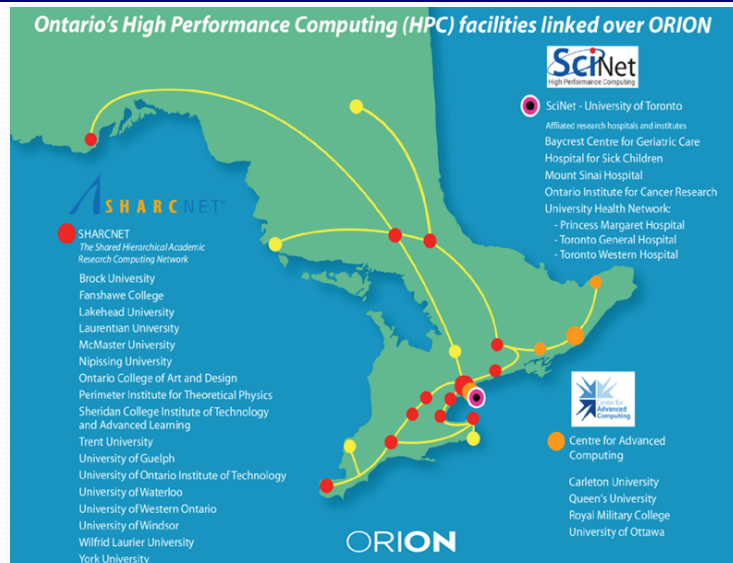 Ontario's High Performance Computing (HPC) facilities linked over ORION
SciNet
High Performance Computing
SciNet - University of Toronto
Affliated research hospitals and institutes
Baycrest Centre for Geriatric Care
Hospital for Sick Children
Mount Sinai Hospital
Ontario Institute for Cancer Research
University Health Network:
- Princess Margaret Hospital
- Toronto General Hospital
- Toronto Western Hospital
SHARCNET™
SHARCNET
The Shared Hierarchical Academic
Research Computing Network
Brock University
Fanshawe College
Lakehead University
Laurentian University
McMaster University
Nipissing University
Ontario College of Art and Design
Perimeter Institute for Theoretical Physics
Sheridan College Institute of Technology
and Advanced Learning
Trent University
University of Guelph
University of Ontario Institute of Technology
University of Waterloo
University of Western Ontario
University of Windsor
Wilfrid Laurier University
York University
Center for
Advanced
Computing
Centre for Advanced
Computing
Carleton University
Queen's University
Royal Military College
University of Ottawa
ORION